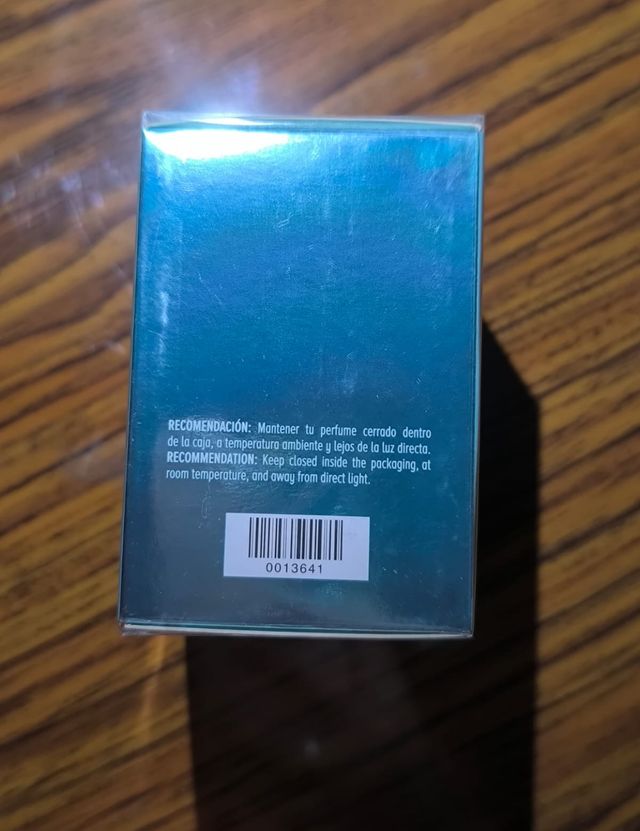 RECOMENDACIÓN: Mantener tu perfume cerrado dentro
de la caja, a temperatura ambiente y lejos de la luz directa.
RECOMMENDATION: Keep closed inside the packaging, at
room temperature, and away from direct light.
0013641